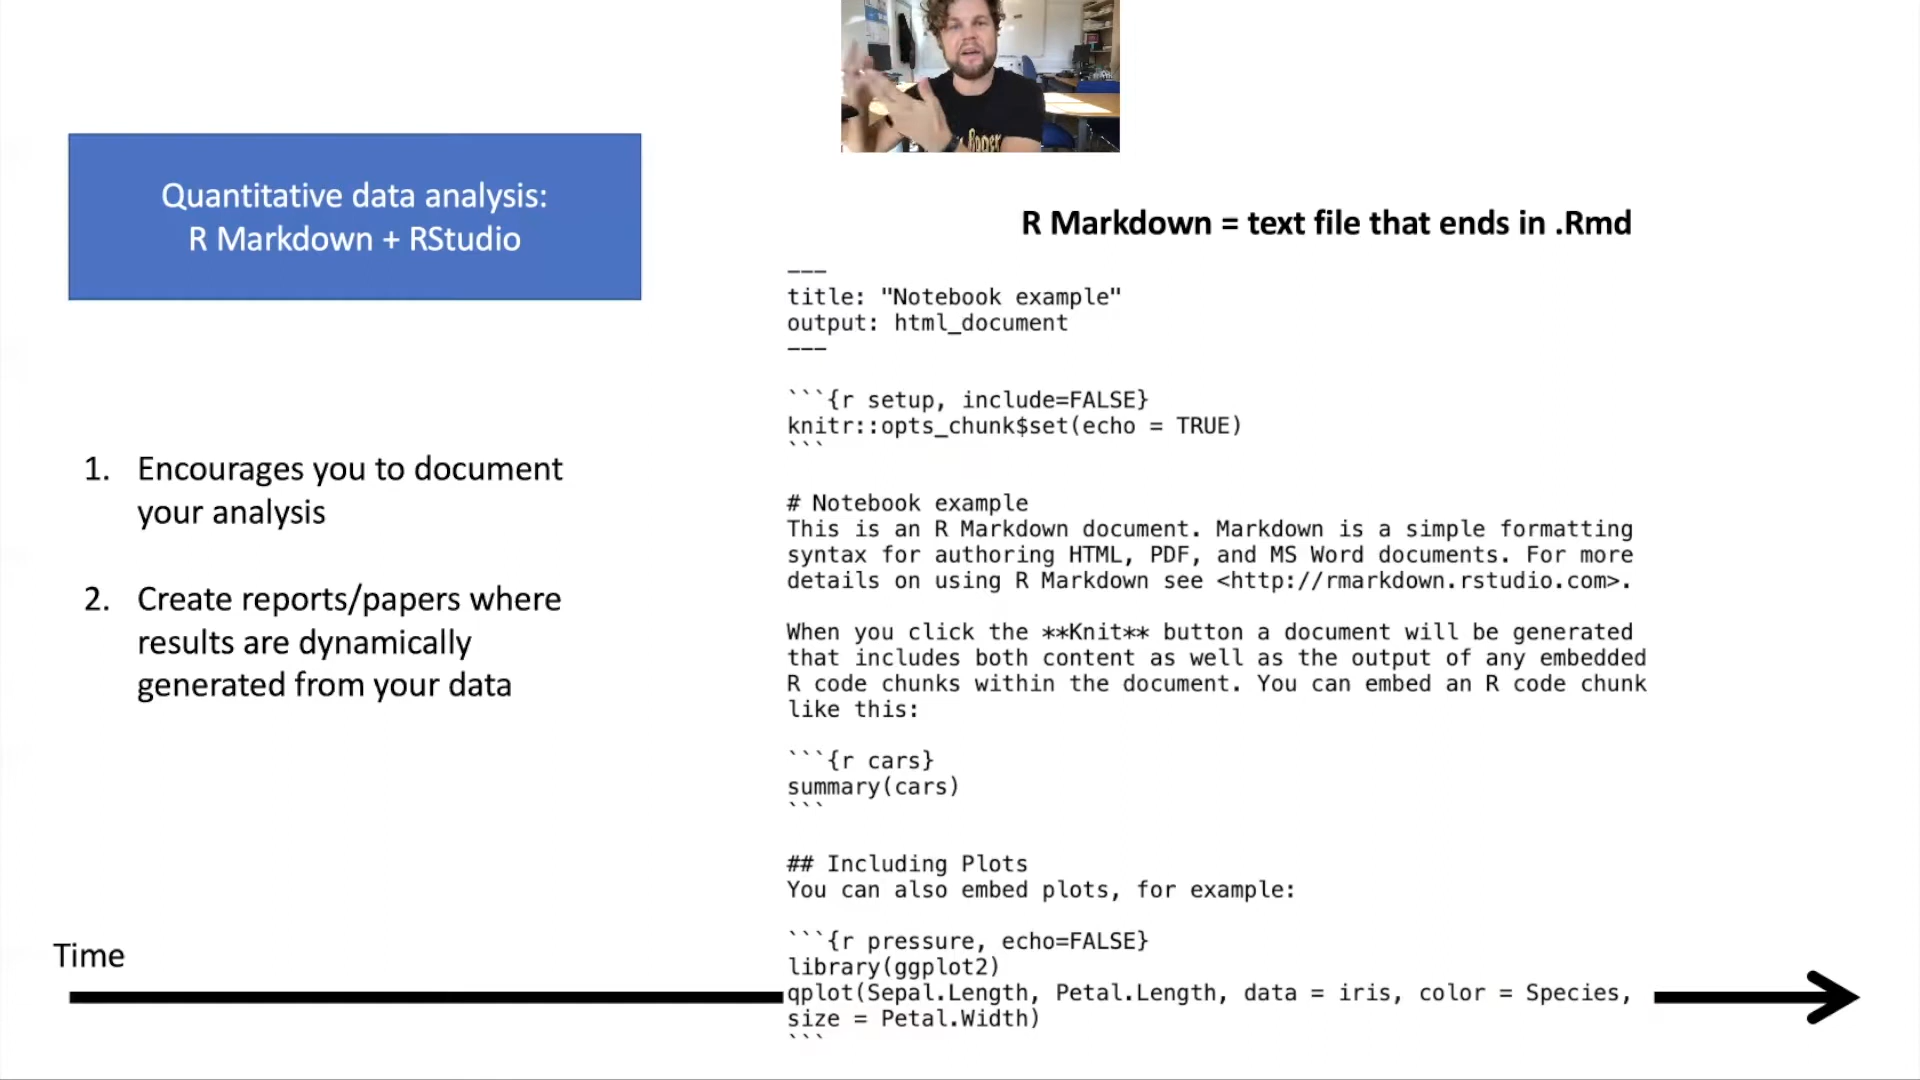 Quantitative data analysis:
R Markdown + RStudio
1. Encourages you to document
your analysis
2. Create reports/papers where
results are dynamically
generated from your data
R Markdown = text file that ends in .Rmd
---
title: "Notebook example"
output: html_document
---
```{r setup, include=FALSE}
knitr::opts_chunk$set(echo = TRUE)
```
# Notebook example
This is an R Markdown document. Markdown is a simple formatting
syntax for authoring HTML, PDF, and MS Word documents. For more
details on using R Markdown see <http://rmarkdown.rstudio.com>.
When you click the **Knit** button a document will be generated
that includes both content as well as the output of any embedded
R code chunks within the document. You can embed an R code chunk
like this:
```{r cars}
summary(cars)
```
## Including Plots
You can also embed plots, for example:
```{r pressure, echo=FALSE}
library(ggplot2)
qplot(Sepal.Length, Petal.Length, data = iris, color = Species,
size = Petal.Width)
```
Time